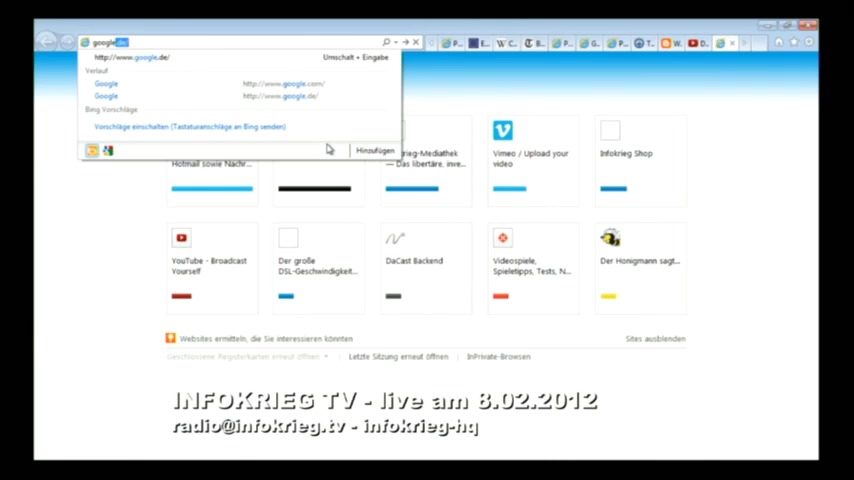 google.de/
P...
E...
W C...
B...
P...
G...
P...
T...
W...
D...
http://www.google.de/
Umschalt + Eingabe
Verlauf
Google
http://www.google.com/
Google
http://www.google.de/
Bing Vorschläge
Vorschläge einschalten (Tastaturanschläge an Bing senden)
Hinzufügen
Hotmail sowie Nachr...
krieg-Mediathek
— Das libertäre, inve...
Vimeo / Upload your
video
Infokrieg Shop
YouTube - Broadcast
Yourself
Der große
DSL-Geschwindigkeit...
DaCast Backend
Videospiele,
Spieletipps, Tests, N...
Der Honigmann sagt...
Websites ermitteln, die Sie interessieren könnten
Sites ausblenden
Geschlossene Registerkarten erneut öffnen
Letzte Sitzung erneut öffnen
InPrivate-Browsen
INFOKRIEG TV - live am 8.02.2012
radio@infokrieg.tv - infokrieg-hq